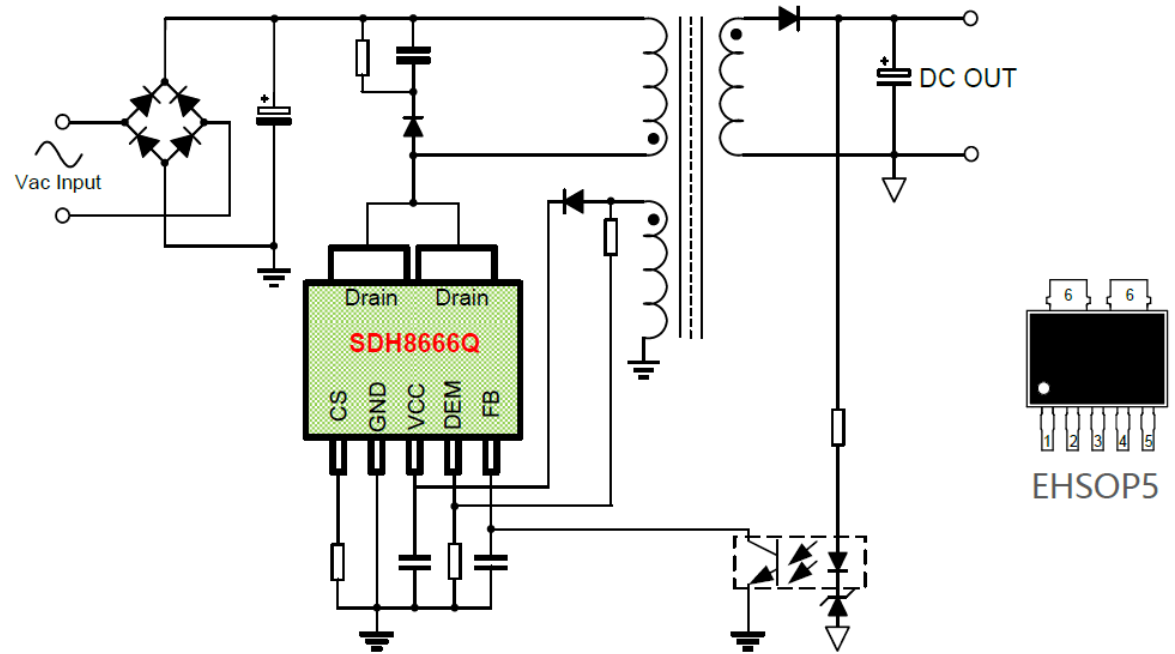 +
+
DC OUT
Vac Input
Drain Drain
SDH8666Q
CS GND VCC DEM FB
6 6
1 2 3 4 5
EHSOP5